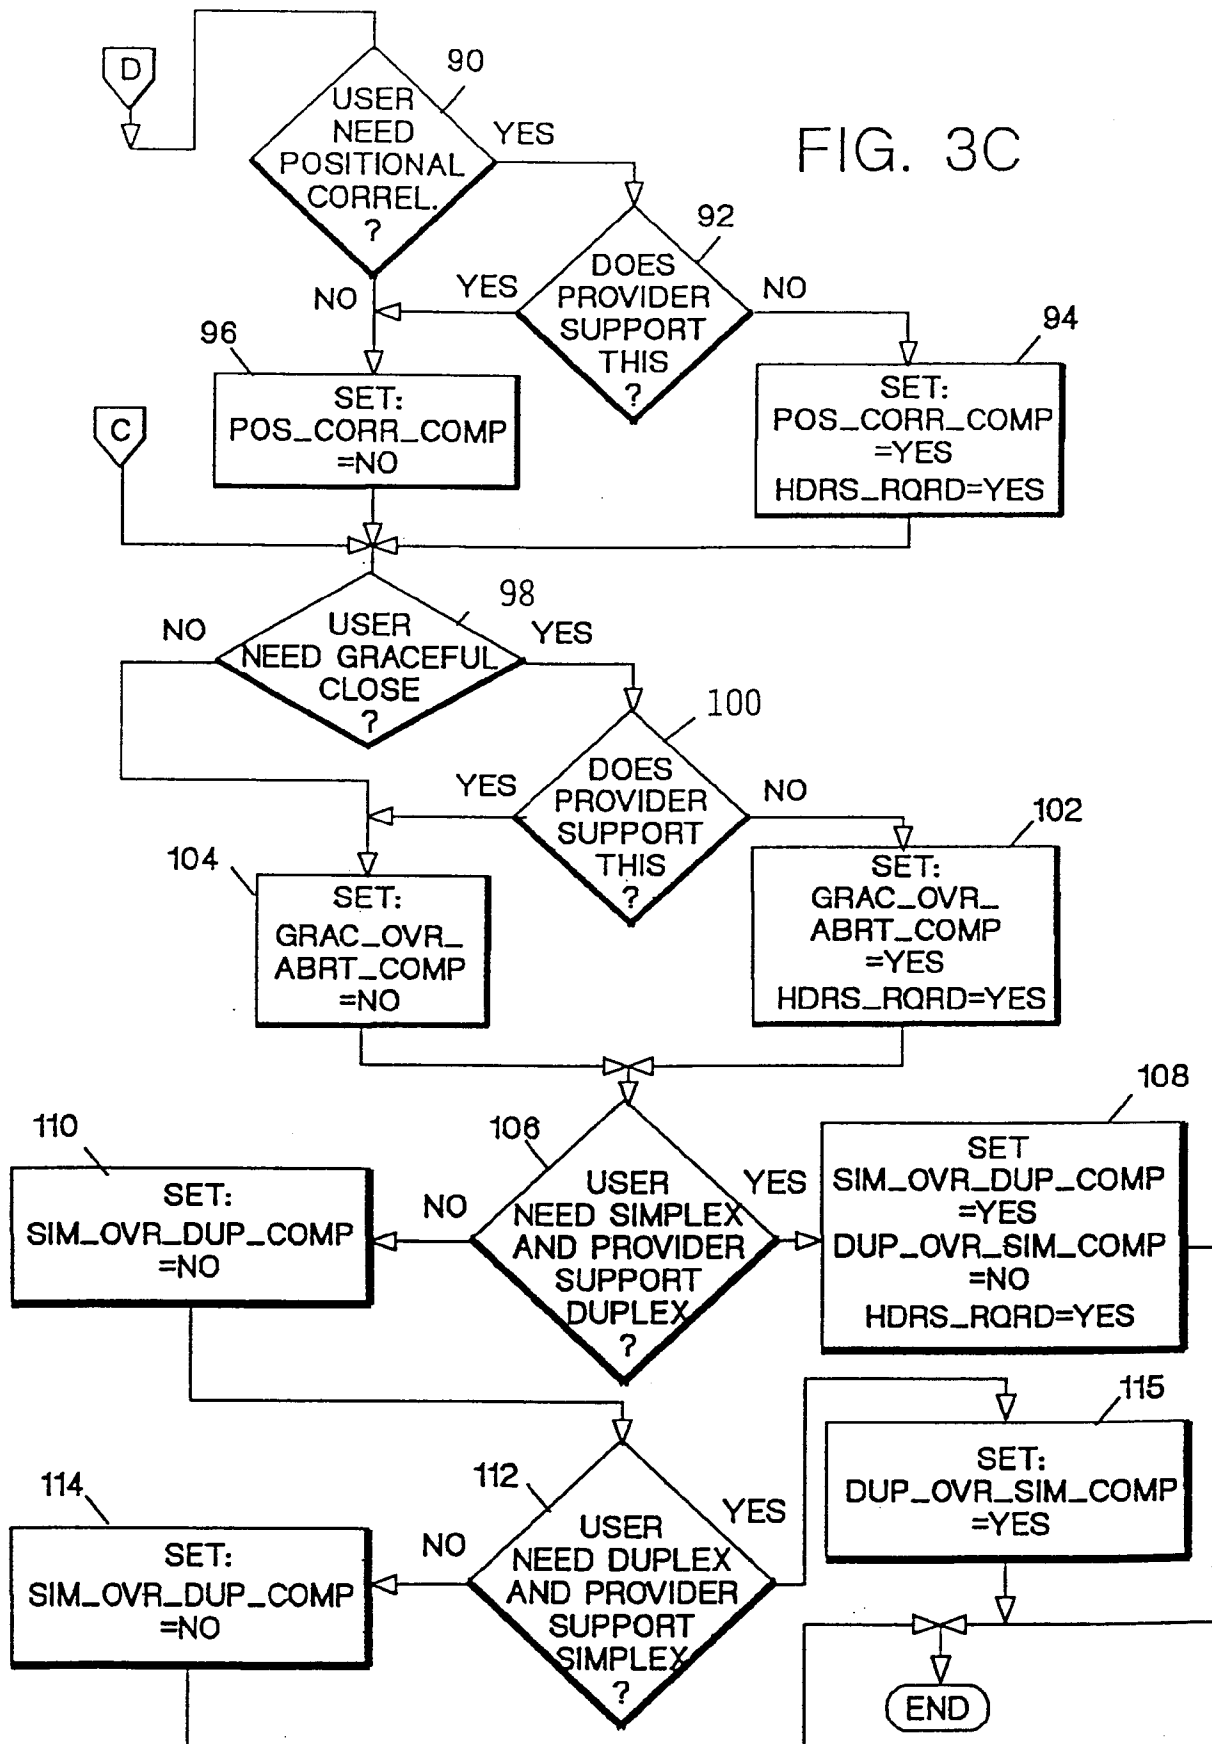 D
90
USER
NEED
POSITIONAL
CORREL.
?
YES
NO
FIG. 3C
92
DOES
PROVIDER
SUPPORT
THIS
?
YES
NO
96
SET:
POS_CORR_COMP
=NO
94
SET:
POS_CORR_COMP
=YES
HDRS_RQRD=YES
C
98
USER
NEED GRACEFUL
CLOSE
?
NO
YES
100
DOES
PROVIDER
SUPPORT
THIS
?
YES
NO
104
SET:
GRAC_OVR_
ABRT_COMP
=NO
102
SET:
GRAC_OVR_
ABRT_COMP
=YES
HDRS_RQRD=YES
106
USER
NEED SIMPLEX
AND PROVIDER
SUPPORT
DUPLEX
?
NO
YES
110
SET:
SIM_OVR_DUP_COMP
=NO
108
SET
SIM_OVR_DUP_COMP
=YES
DUP_OVR_SIM_COMP
=NO
HDRS_RQRD=YES
112
USER
NEED DUPLEX
AND PROVIDER
SUPPORT
SIMPLEX
?
NO
YES
114
SET:
SIM_OVR_DUP_COMP
=NO
115
SET:
DUP_OVR_SIM_COMP
=YES
END